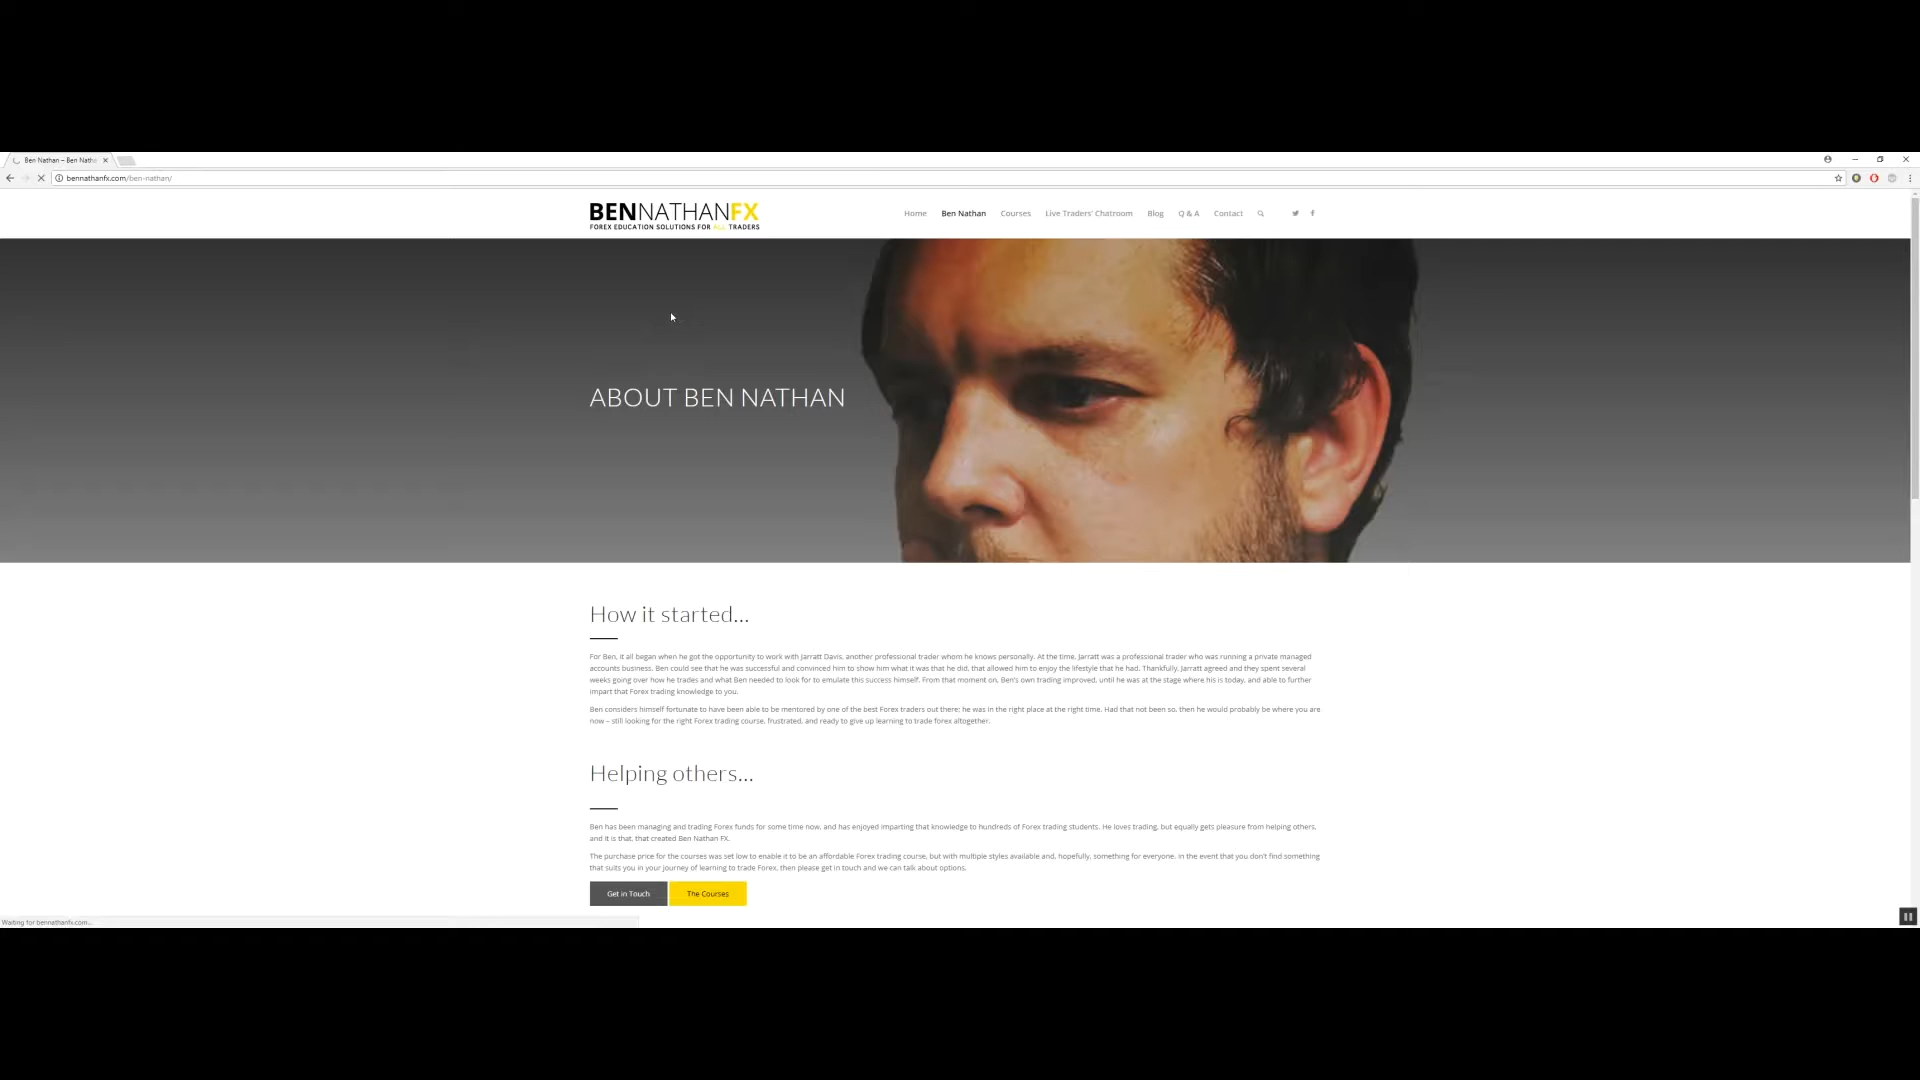 Ben Nathan – Ben Natha
bennathanfx.com/ben-nathan/
BENNATHANFX
FOREX EDUCATION SOLUTIONS FOR ALL TRADERS
Home Ben Nathan Courses Live Traders' Chatroom Blog Q & A Contact
ABOUT BEN NATHAN
How it started...
For Ben, it all began when he got the opportunity to work with Jarratt Davis, another professional trader whom he knows personally. At the time, Jarratt was a professional trader who was running a private managed
accounts business. Ben could see that he was successful and convinced him to show him what it was that he did, that allowed him to enjoy the lifestyle that he had. Thankfully, Jarratt agreed and they spent several
weeks going over how he trades and what Ben needed to look for to emulate this success himself. From that moment on, Ben's own trading improved, until he was at the stage where his is today, and able to further
impart that Forex trading knowledge to you.
Ben considers himself fortunate to have been able to be mentored by one of the best Forex traders out there; he was in the right place at the right time. Had that not been so, then he would probably be where you are
now – still looking for the right Forex trading course, frustrated, and ready to give up learning to trade forex altogether.
Helping others...
Ben has been managing and trading Forex funds for some time now, and has enjoyed imparting that knowledge to hundreds of Forex trading students. He loves trading, but equally gets pleasure from helping others,
and it is that, that created Ben Nathan FX.
The purchase price for the courses was set low to enable it to be an affordable Forex trading course, but with multiple styles available and, hopefully, something for everyone. in the event that you don't find something
that suits you in your journey of learning to trade Forex, then please get in touch and we can talk about options.
Get in Touch The Courses
Waiting for bennathanfx.com...